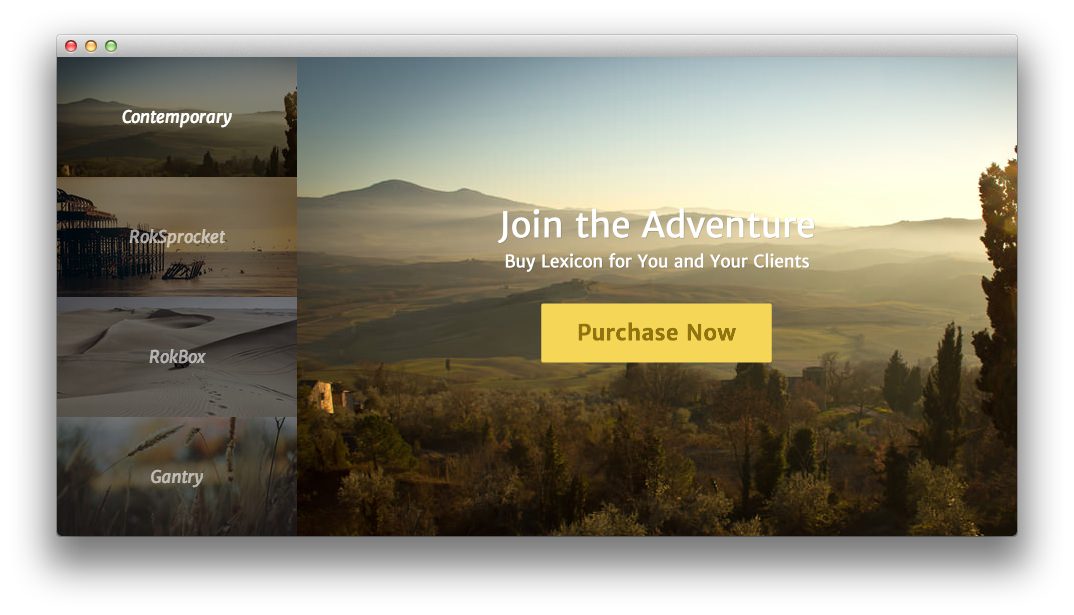 Contemporary
RokSprocket
RokBox
Gantry
Join the Adventure
Buy Lexicon for You and Your Clients
Purchase Now